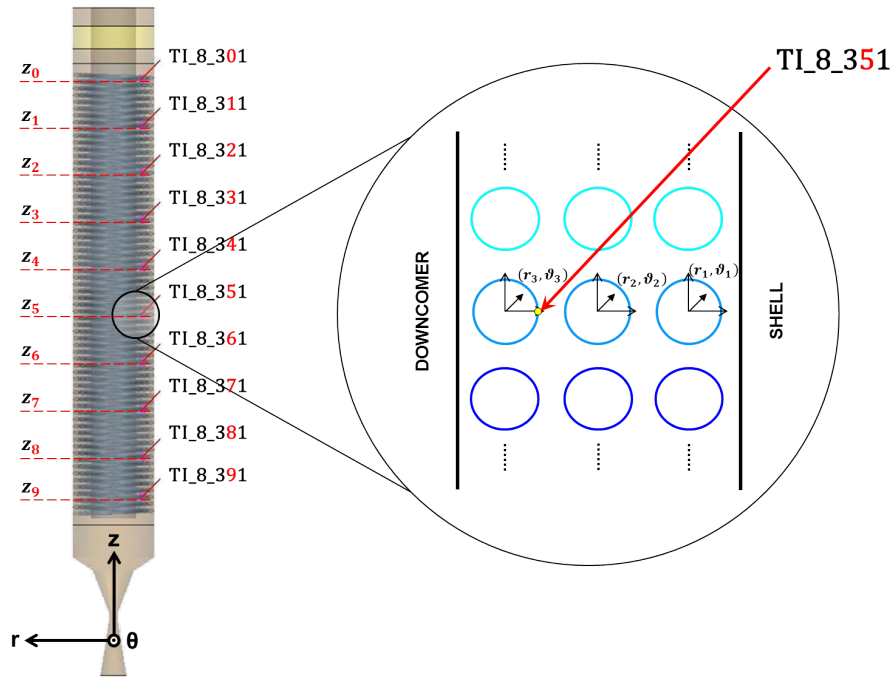 z0
TI_8_301
z1
TI_8_311
z2
TI_8_321
z3
TI_8_331
z4
TI_8_341
z5
TI_8_351
z6
TI_8_361
z7
TI_8_371
z8
TI_8_381
z9
TI_8_391
z
r
θ
TI_8_351
DOWNCOMER
(r3, ϑ3)
(r2, ϑ2)
(r1, ϑ1)
SHELL